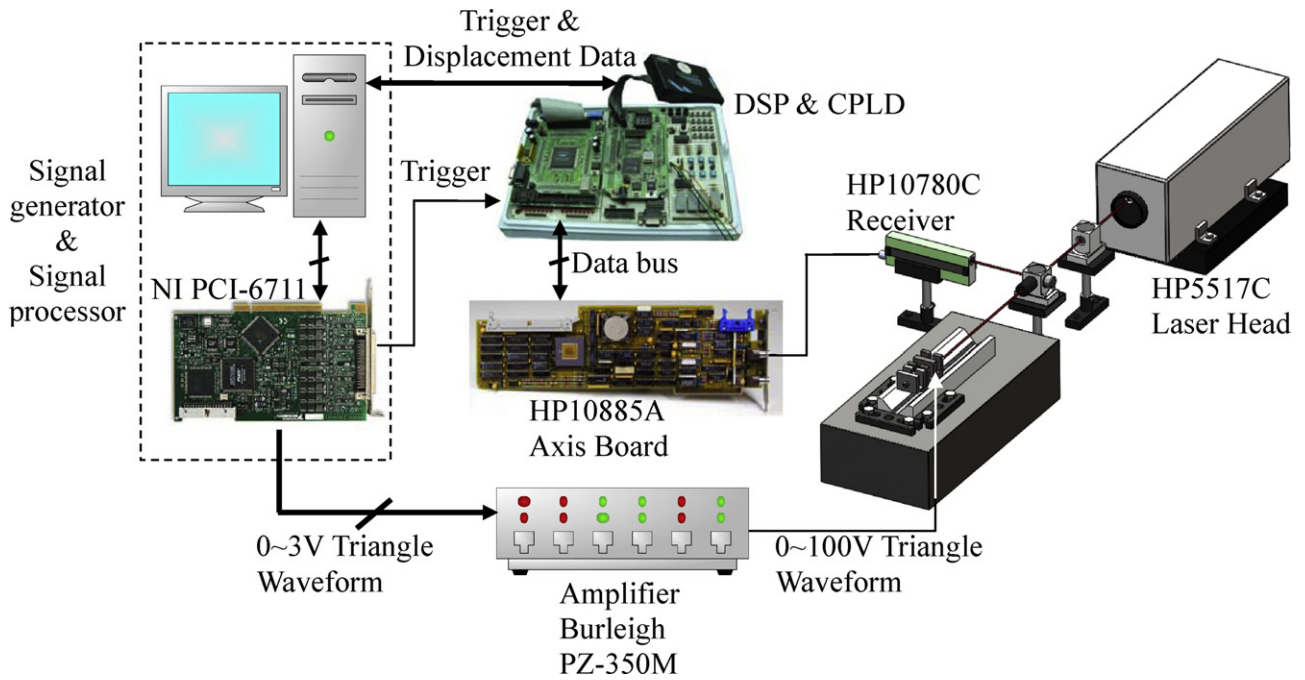 Trigger &
Displacement Data
DSP & CPLD
Signal
generator
&
Signal
processor
Trigger
HP10780C
Receiver
NI PCI-6711
Data bus
HP5517C
Laser Head
HP10885A
Axis Board
0~3V Triangle
Waveform
0~100V Triangle
Waveform
Amplifier
Burleigh
PZ-350M